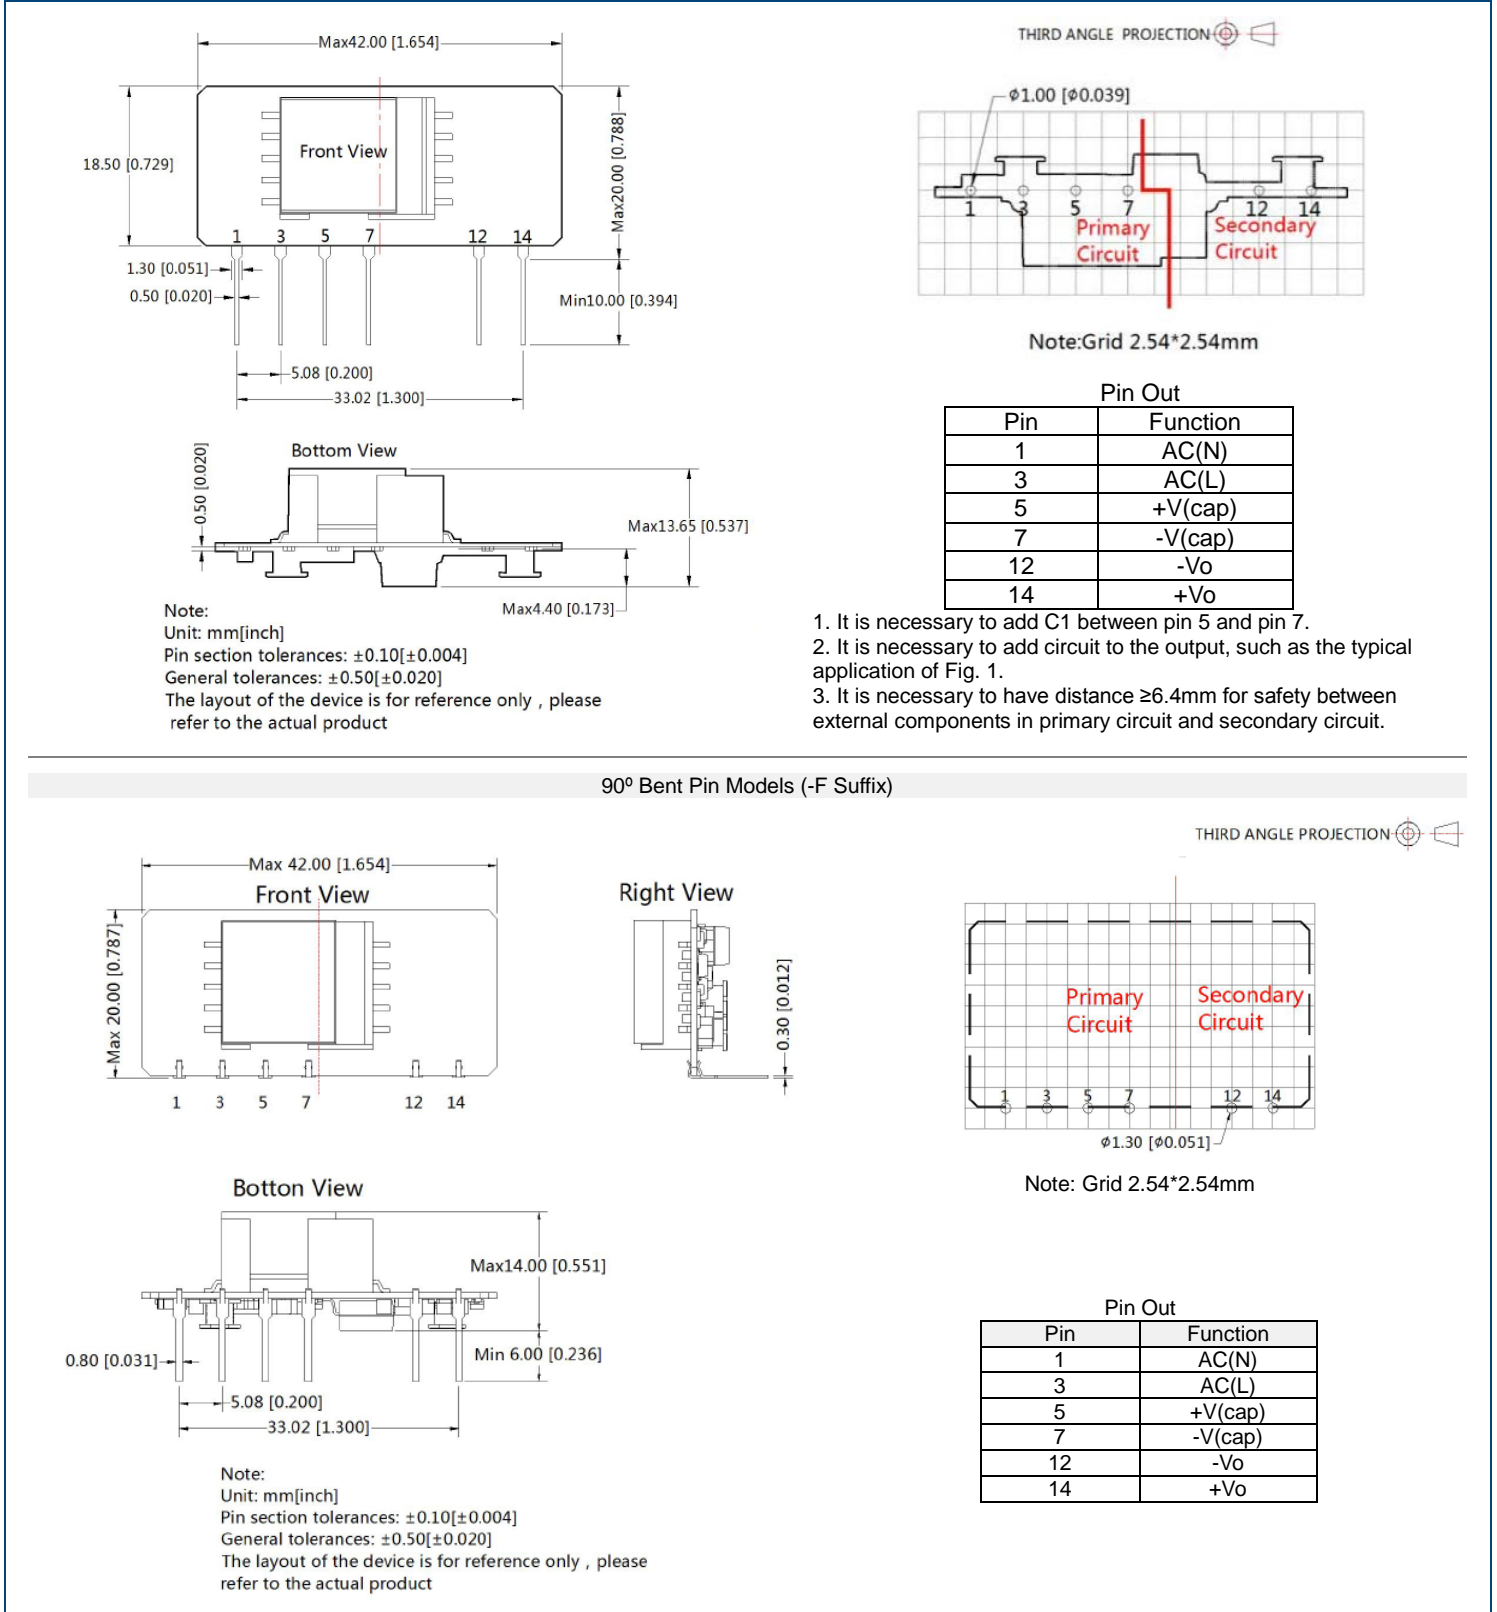 Max42.00 [1.654]
THIRD ANGLE PROJECTION
Front View
18.50 [0.729]
Max20.00 [0.788]
1 3 5 7 12 14
1.30 [0.051]
0.50 [0.020]
Min10.00 [0.394]
5.08 [0.200]
33.02 [1.300]
ϕ1.00 [ϕ0.039]
1 3 5 7 12 14
Primary
Circuit
Secondary
Circuit
Note:Grid 2.54*2.54mm
Bottom View
0.50 [0.020]
Max13.65 [0.537]
Max4.40 [0.173]
Note:
Unit: mm[inch]
Pin section tolerances: ±0.10[±0.004]
General tolerances: ±0.50[±0.020]
The layout of the device is for reference only , please
refer to the actual product
Pin Out
Pin Function
1 AC(N)
3 AC(L)
5 +V(cap)
7 -V(cap)
12 -Vo
14 +Vo
1. It is necessary to add C1 between pin 5 and pin 7.
2. It is necessary to add circuit to the output, such as the typical
application of Fig. 1.
3. It is necessary to have distance ≥6.4mm for safety between
external components in primary circuit and secondary circuit.
90º Bent Pin Models (-F Suffix)
THIRD ANGLE PROJECTION
Max 42.00 [1.654]
Front View
Max 20.00 [0.787]
1 3 5 7 12 14
Right View
0.30 [0.012]
Primary
Circuit
Secondary
Circuit
1 3 5 7 12 14
ϕ1.30 [ϕ0.051]
Note: Grid 2.54*2.54mm
Botton View
Max14.00 [0.551]
Min 6.00 [0.236]
0.80 [0.031]
5.08 [0.200]
33.02 [1.300]
Note:
Unit: mm[inch]
Pin section tolerances: ±0.10[±0.004]
General tolerances: ±0.50[±0.020]
The layout of the device is for reference only , please
refer to the actual product
Pin Out
Pin Function
1 AC(N)
3 AC(L)
5 +V(cap)
7 -V(cap)
12 -Vo
14 +Vo